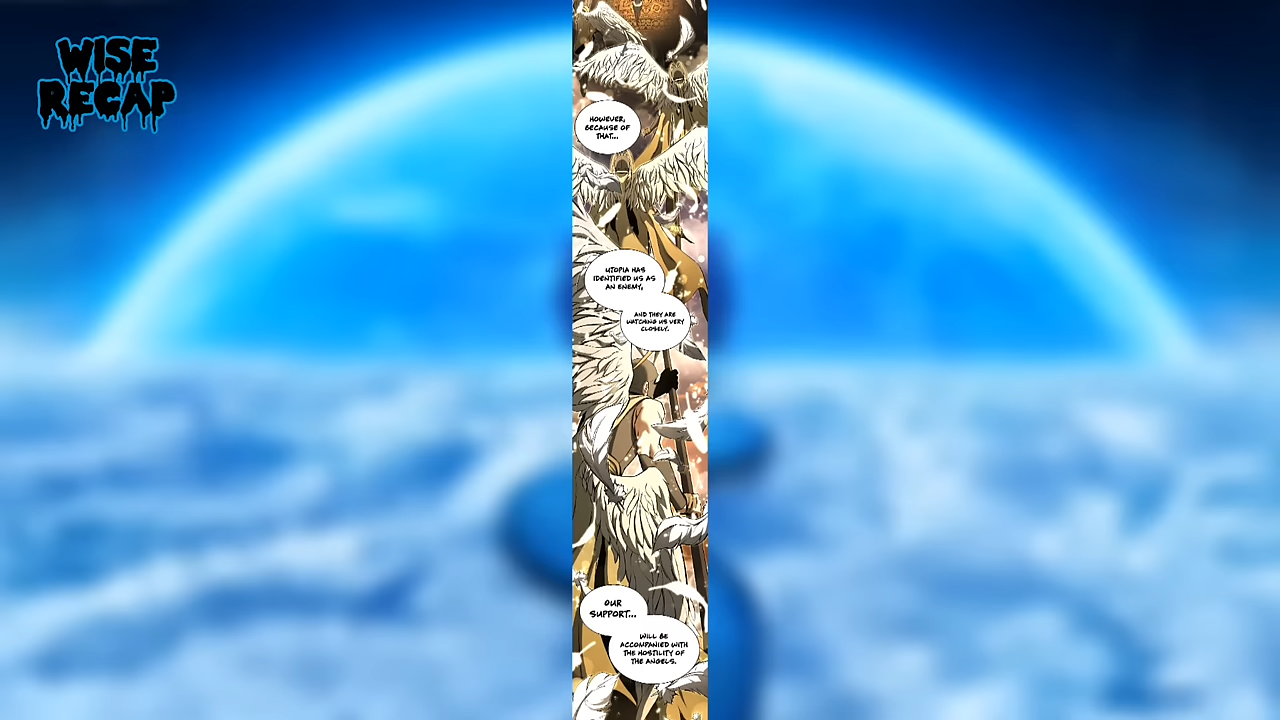 WISE
RECAP
HOWEVER,
BECAUSE OF
THAT...
UTOPIA HAS
IDENTIFIED US AS
AN ENEMY,
AND THEY ARE
WATCHING US VERY
CLOSELY.
OUR
SUPPORT...
WILL BE
ACCOMPANIED WITH
THE HOSTILITY OF
THE ANGELS.